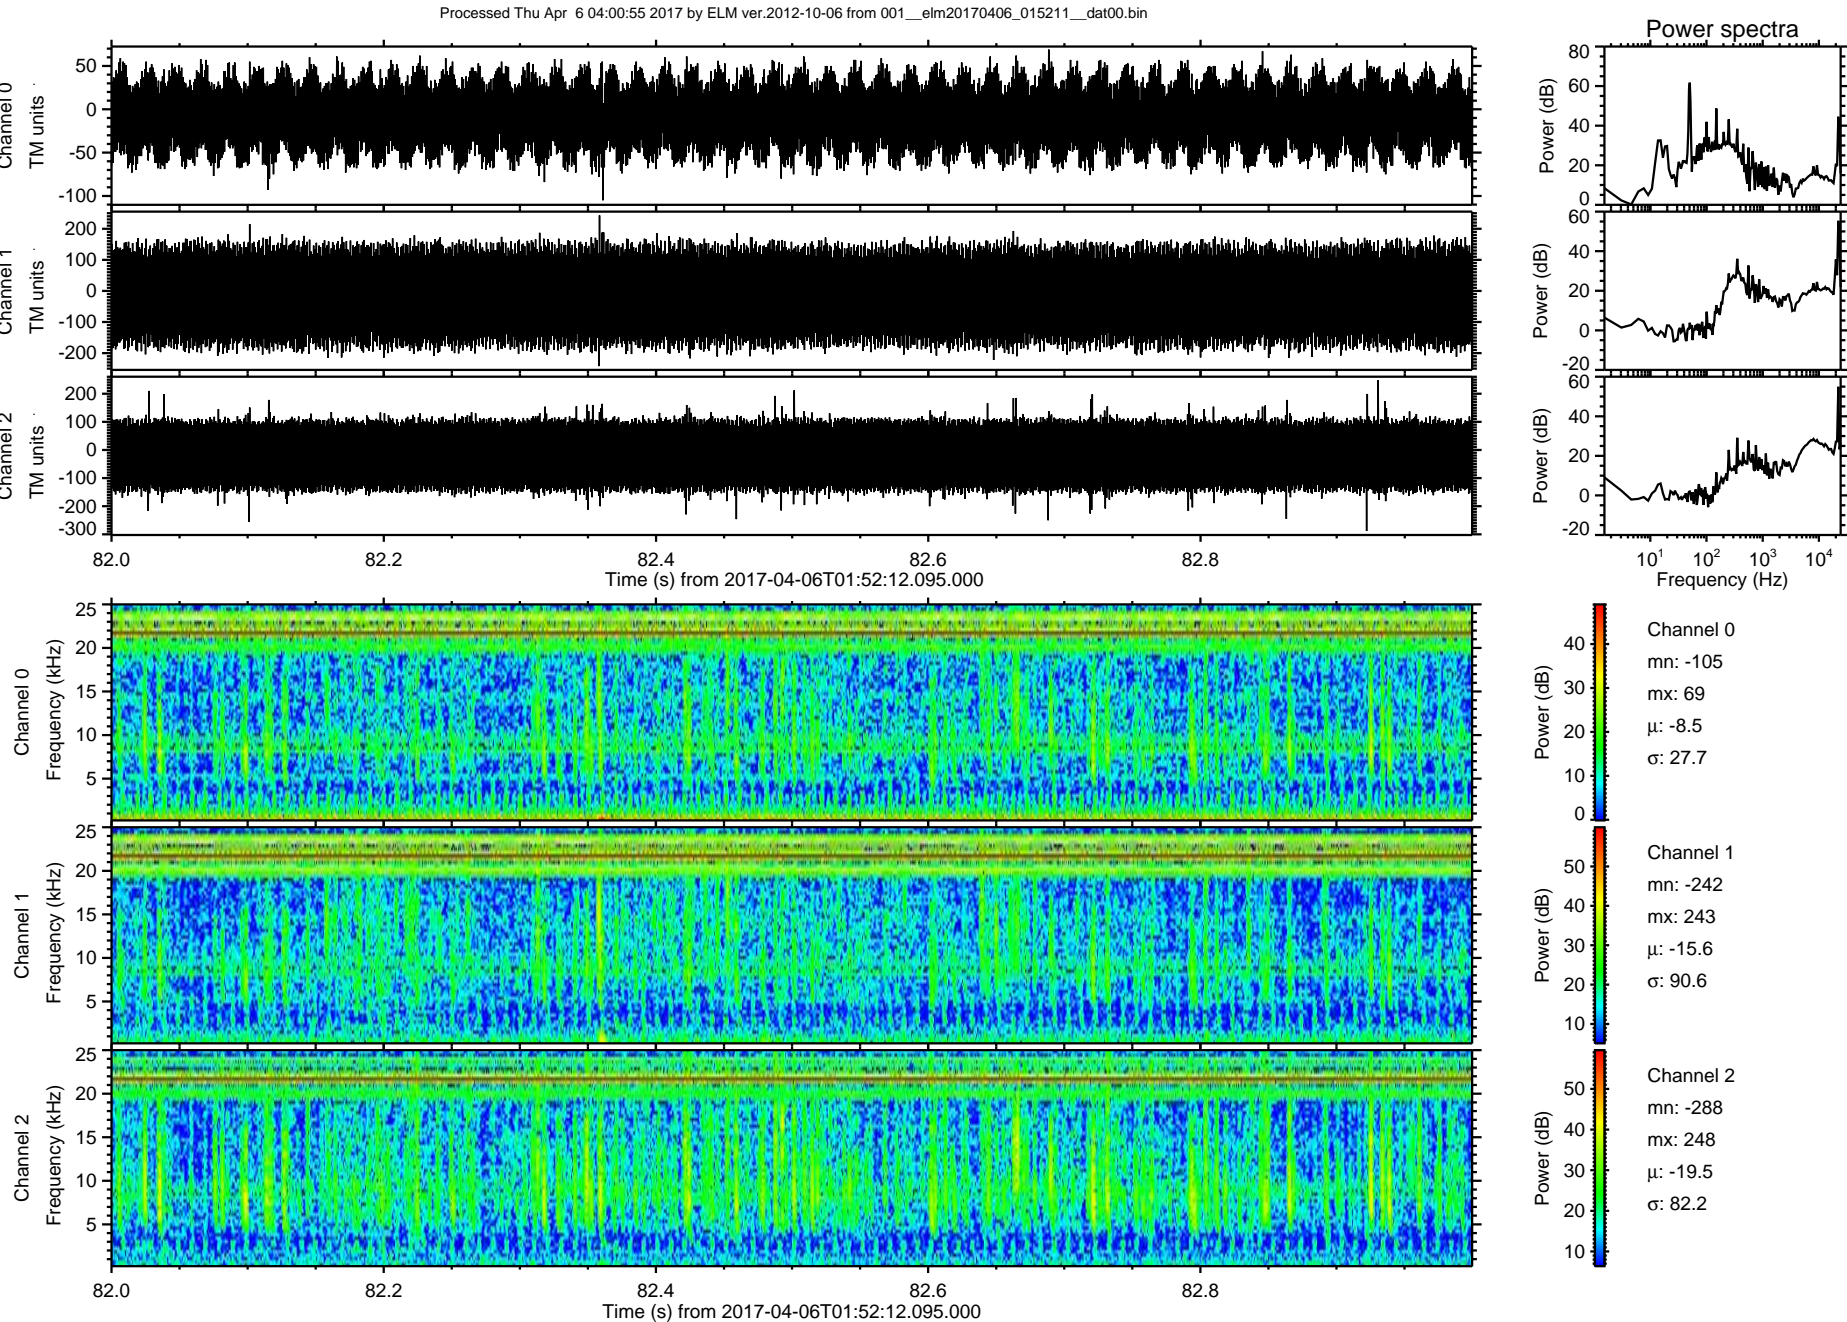 Processed Thu Apr  6 04:00:55 2017 by ELM ver.2012-10-06 from 001__elm20170406_015211__dat00.bin
Power spectra
Channel 0
TM units
50
0
-50
-100
Power (dB)
80
60
40
20
0
Channel 1
TM units
200
100
0
-100
-200
Power (dB)
60
40
20
0
-20
Channel 2
TM units
200
100
0
-100
-200
-300
Power (dB)
60
40
20
0
-20
82.0 82.2 82.4 82.6 82.8
Time (s) from 2017-04-06T01:52:12.095.000
10¹ 10² 10³ 10⁴
Frequency (Hz)
Channel 0
Frequency (kHz)
25
20
15
10
5
Power (dB)
40
30
20
10
0
Channel 0
mn: -105
mx: 69
μ: -8.5
σ: 27.7
Channel 1
Frequency (kHz)
25
20
15
10
5
Power (dB)
50
40
30
20
10
Channel 1
mn: -242
mx: 243
μ: -15.6
σ: 90.6
Channel 2
Frequency (kHz)
25
20
15
10
5
Power (dB)
50
40
30
20
10
Channel 2
mn: -288
mx: 248
μ: -19.5
σ: 82.2
82.0 82.2 82.4 82.6 82.8
Time (s) from 2017-04-06T01:52:12.095.000